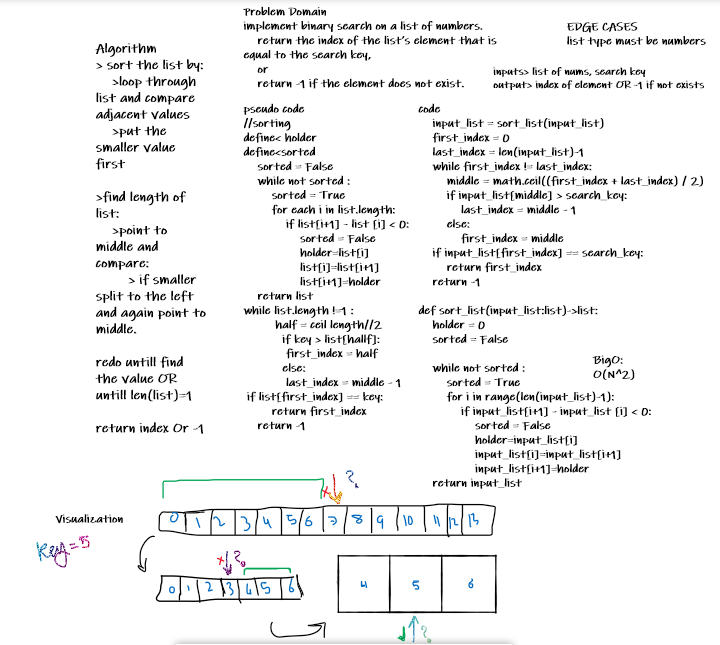 Problem Domain
implement binary search on a list of numbers.
return the index of the list's element that is
equal to the search key,
or
return -1 if the element does not exist.
EDGE CASES
list type must be numbers
inputs> list of nums, search key
output> index of element OR -1 if not exists
Algorithm
> sort the list by:
>loop through
list and compare
adjacent values
>put the
smaller value
first
>find length of
list:
>point to
middle and
compare:
> if smaller
split to the left
and again point to
middle.
redo untill find
the value OR
untill len(list)=1
return index Or -1
pseudo code
//sorting
define< holder
define<sorted
sorted = False
while not sorted :
sorted = True
for each i in list.length:
if list[i+1] - list [i] < 0:
sorted = False
holder=list[i]
list[i]=list[i+1]
list[i+1]=holder
return list
while list.length !=1 :
half = ceil length//2
if key > list[hallf]:
first_index = half
else:
last_index = middle - 1
if list[first_index] == key:
return first_index
return -1
code
input_list = sort_list(input_list)
first_index = 0
last_index = len(input_list)-1
while first_index != last_index:
middle = math.ceil((first_index + last_index) / 2)
if input_list[middle] > search_key:
last_index = middle - 1
else:
first_index = middle
if input_list[first_index] == search_key:
return first_index
return -1
def sort_list(input_list:list)->list:
holder = 0
sorted = False
while not sorted :
sorted = True
for i in range(len(input_list)-1):
if input_list[i+1] - input_list [i] < 0:
sorted = False
holder=input_list[i]
input_list[i]=input_list[i+1]
input_list[i+1]=holder
return input_list
BigO:
O(N^2)
Visualization
key=5
x ?
0 1 2 3 4 5 6 7 8 9 10 11 12 13
x ?
0 1 2 3 4 5 6
4 5 6
?